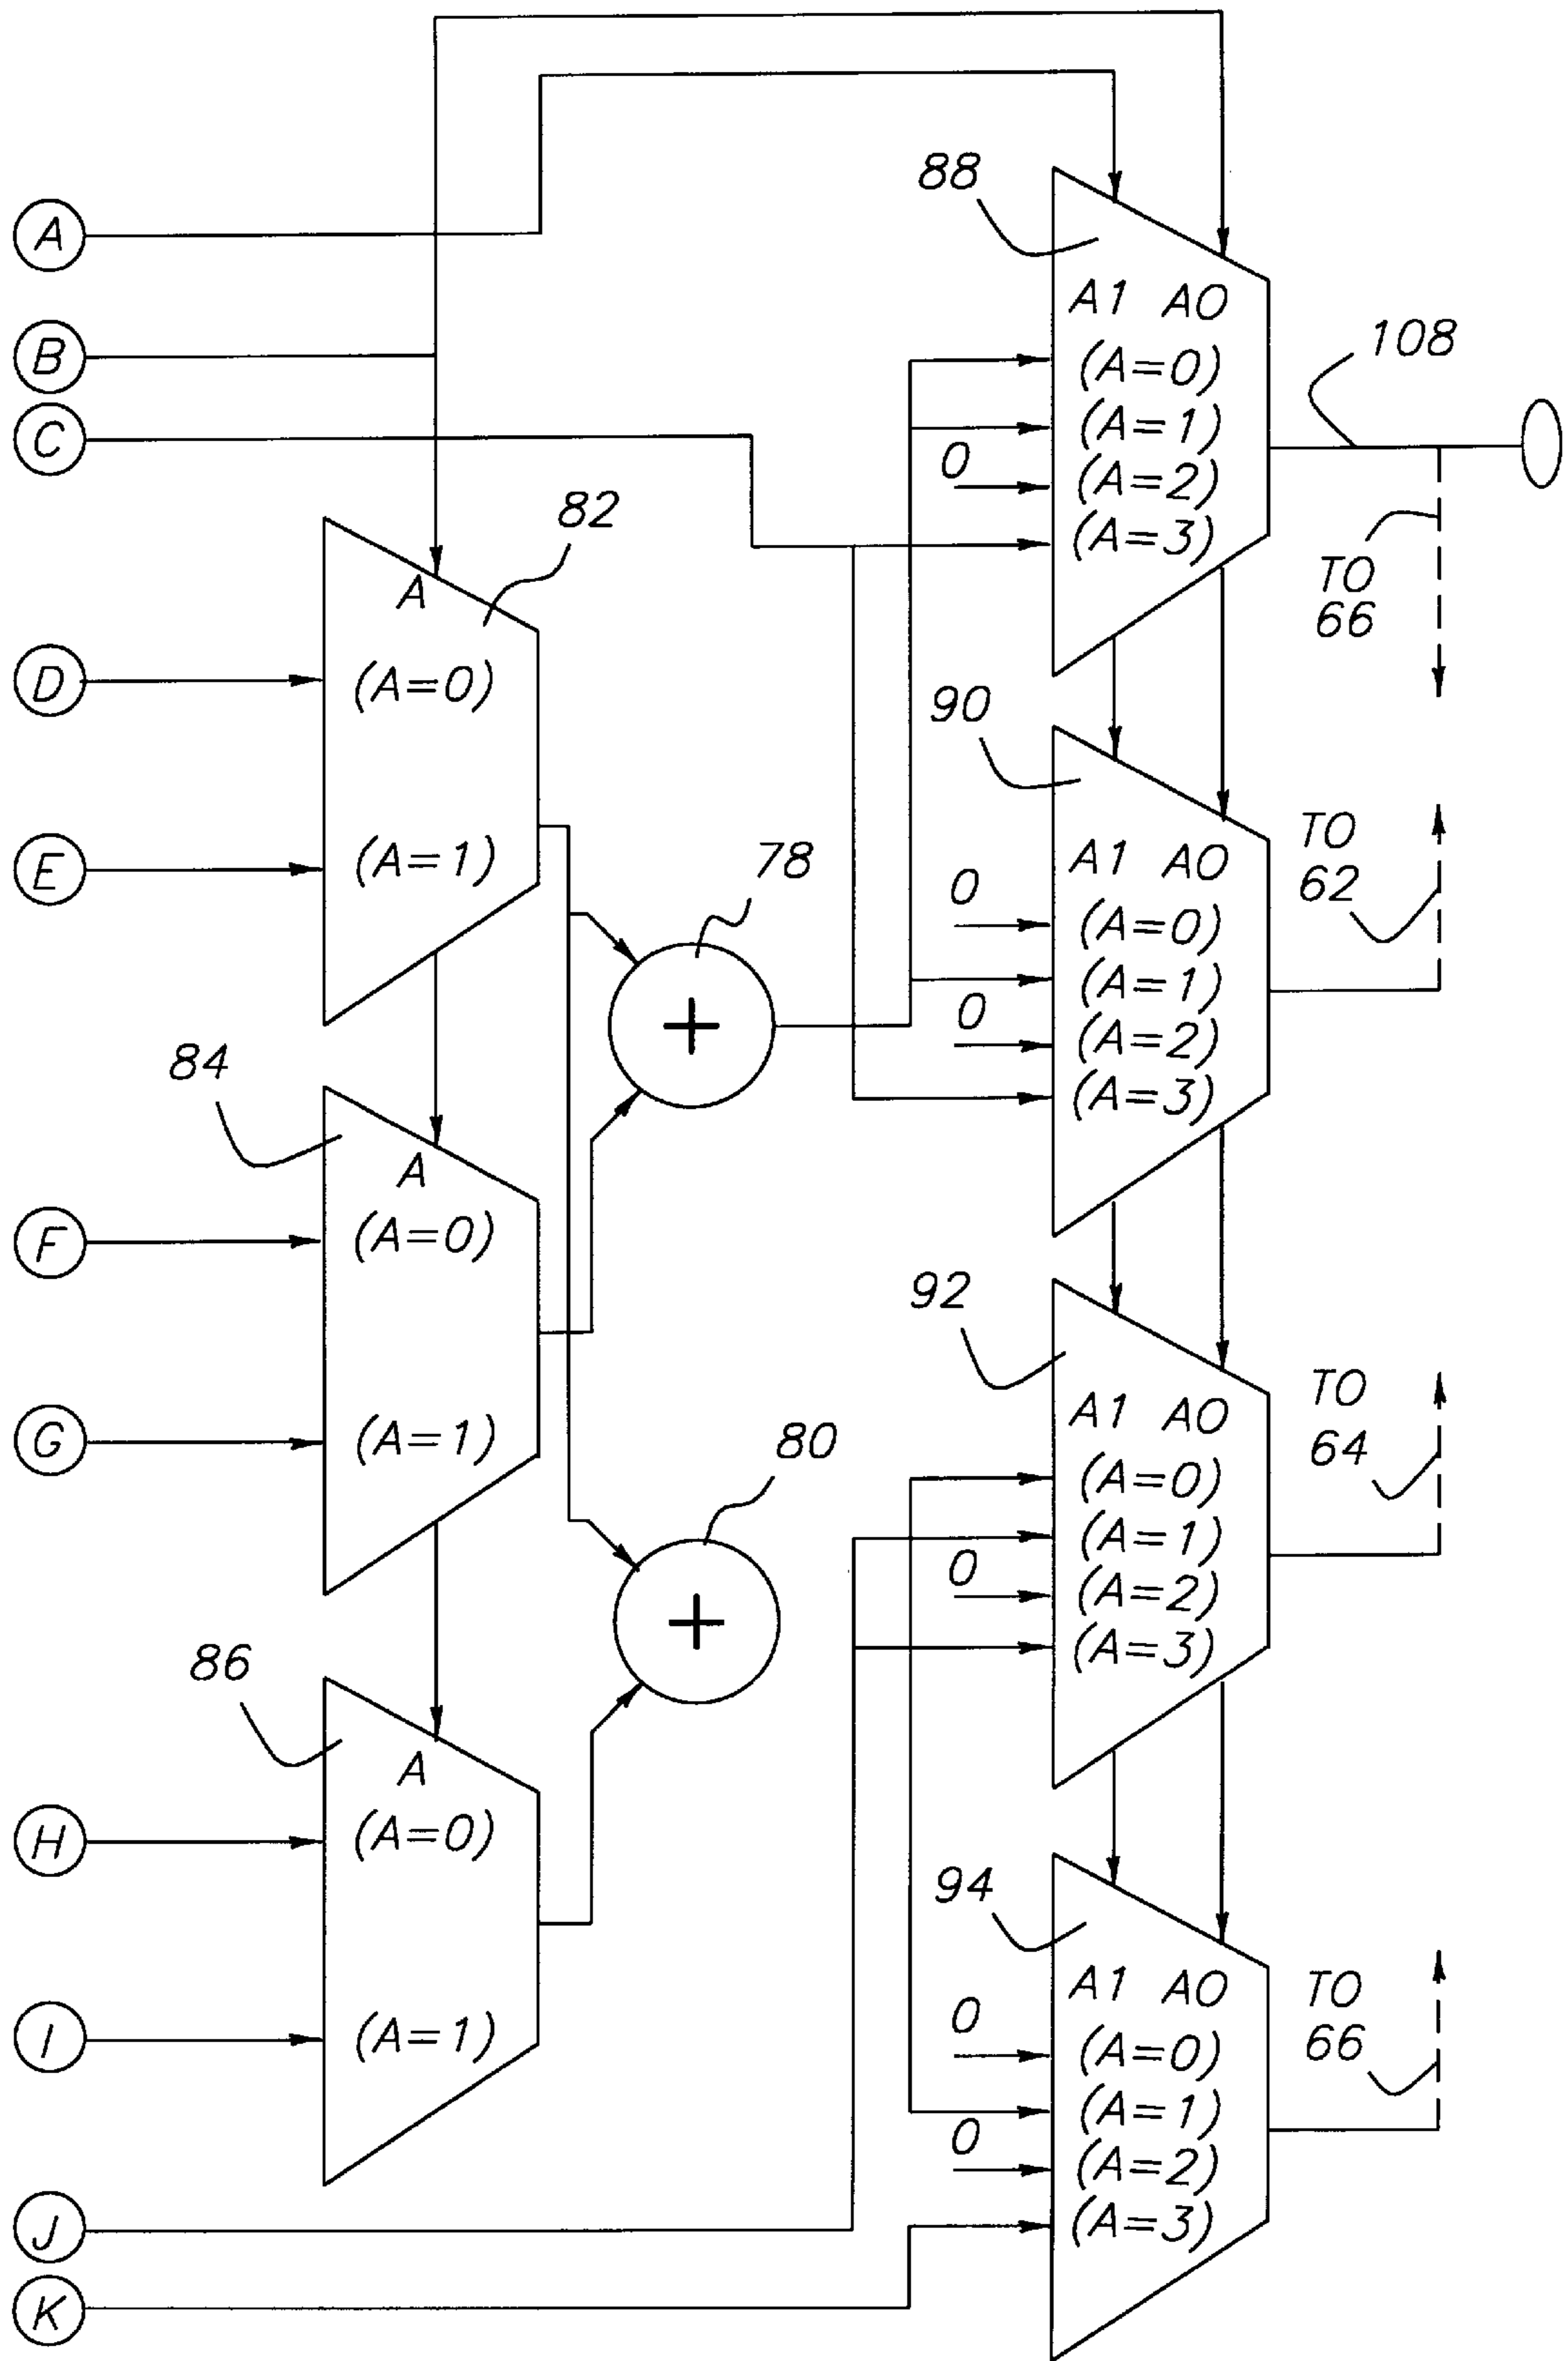 A
B
C
D
E
F
G
H
I
J
K
82
A
(A=0)
(A=1)
84
A
(A=0)
(A=1)
86
A
(A=0)
(A=1)
78
+
80
+
88
A1 A0
(A=0)
(A=1)
0
(A=2)
(A=3)
108
TO
66
90
A1 A0
0
(A=0)
(A=1)
0
(A=2)
(A=3)
TO
62
92
A1 A0
(A=0)
(A=1)
0
(A=2)
(A=3)
TO
64
94
A1 A0
0
(A=0)
(A=1)
0
(A=2)
(A=3)
TO
66